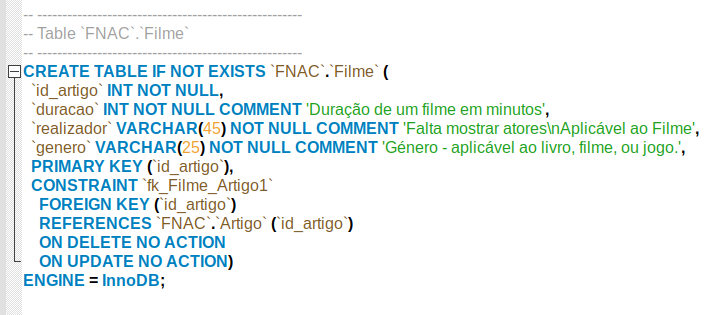 -- -----------------------------------------------------
-- Table `FNAC`.`Filme`
-- -----------------------------------------------------
CREATE TABLE IF NOT EXISTS `FNAC`.`Filme` (
`id_artigo` INT NOT NULL,
`duracao` INT NOT NULL COMMENT 'Duração de um filme em minutos',
`realizador` VARCHAR(45) NOT NULL COMMENT 'Falta mostrar atores\nAplicável ao Filme',
`genero` VARCHAR(25) NOT NULL COMMENT 'Género - aplicável ao livro, filme, ou jogo.',
PRIMARY KEY (`id_artigo`),
CONSTRAINT `fk_Filme_Artigo1`
FOREIGN KEY (`id_artigo`)
REFERENCES `FNAC`.`Artigo` (`id_artigo`)
ON DELETE NO ACTION
ON UPDATE NO ACTION)
ENGINE = InnoDB;